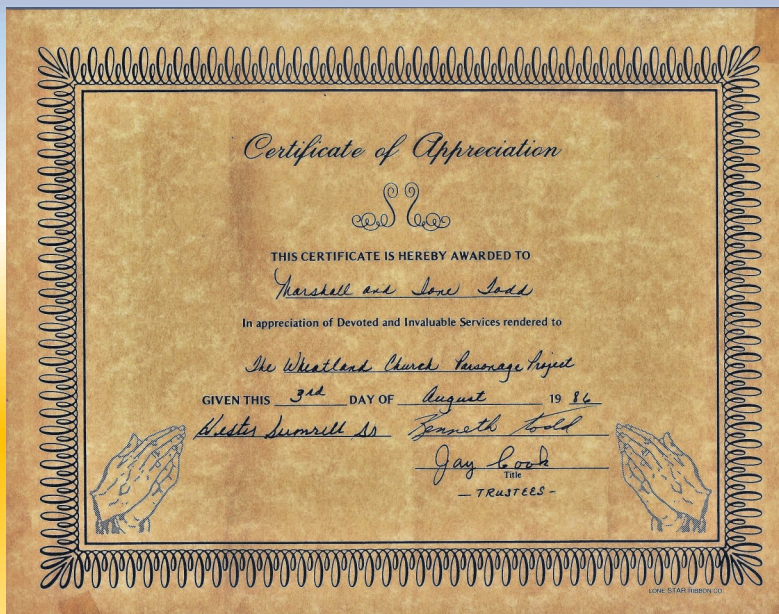 Certificate of Appreciation
THIS CERTIFICATE IS HEREBY AWARDED TO
Marshall and Ione Todd
In appreciation of Devoted and Invaluable Services rendered to
The Wheatland Church Parsonage Project
GIVEN THIS 3rd DAY OF August 19 86
Sr Kenneth Todd
Jay Cook
Title
— TRUSTEES -
LONE STAR RIBBON CO.